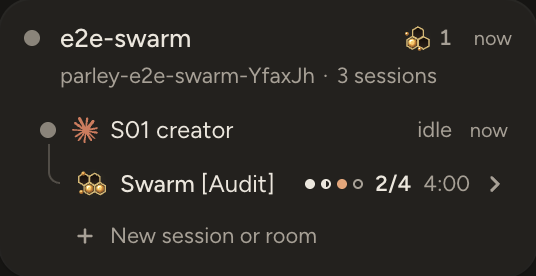 e2e-swarm 1 now
parley-e2e-swarm-YfaxJh · 3 sessions
S01 creator idle now
Swarm [Audit] 2/4 4:00
+ New session or room